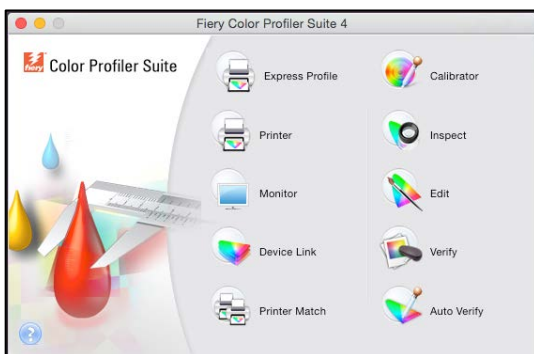 Fiery Color Profiler Suite 4
fiery
Color Profiler Suite
Express Profile
Calibrator
Printer
Inspect
Monitor
Edit
Device Link
Verify
Printer Match
Auto Verify
?